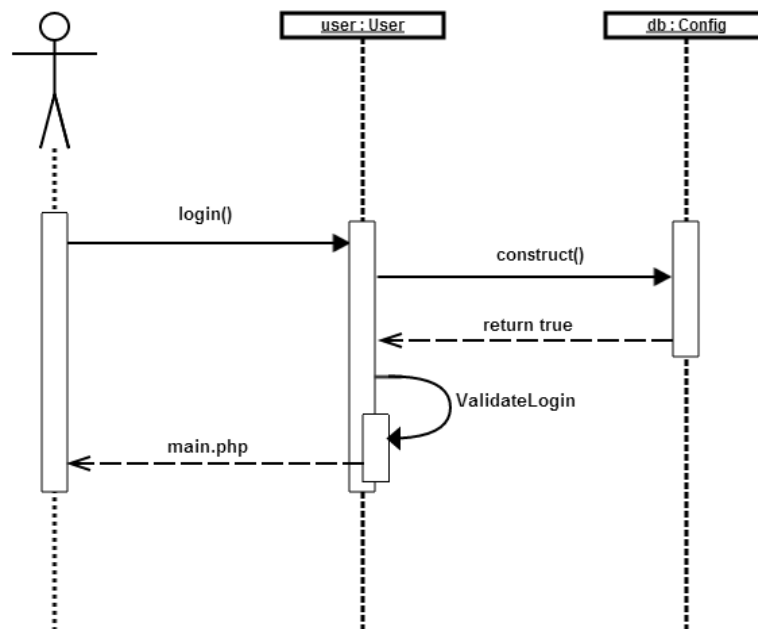 user : User
db : Config
login()
construct()
return true
ValidateLogin
main.php